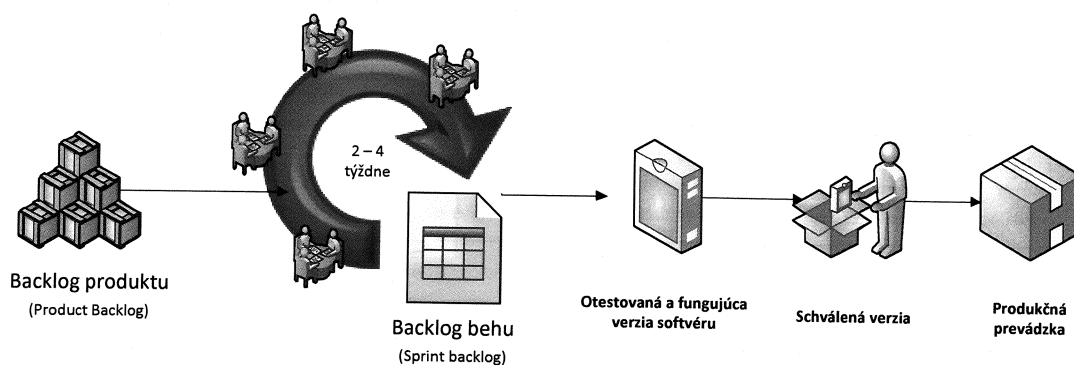 2 – 4
týždne
Backlog produktu
(Product Backlog)
Backlog behu
(Sprint backlog)
Otestovaná a fungujúca
verzia softvéru
Schválená verzia
Produkčná
prevádzka